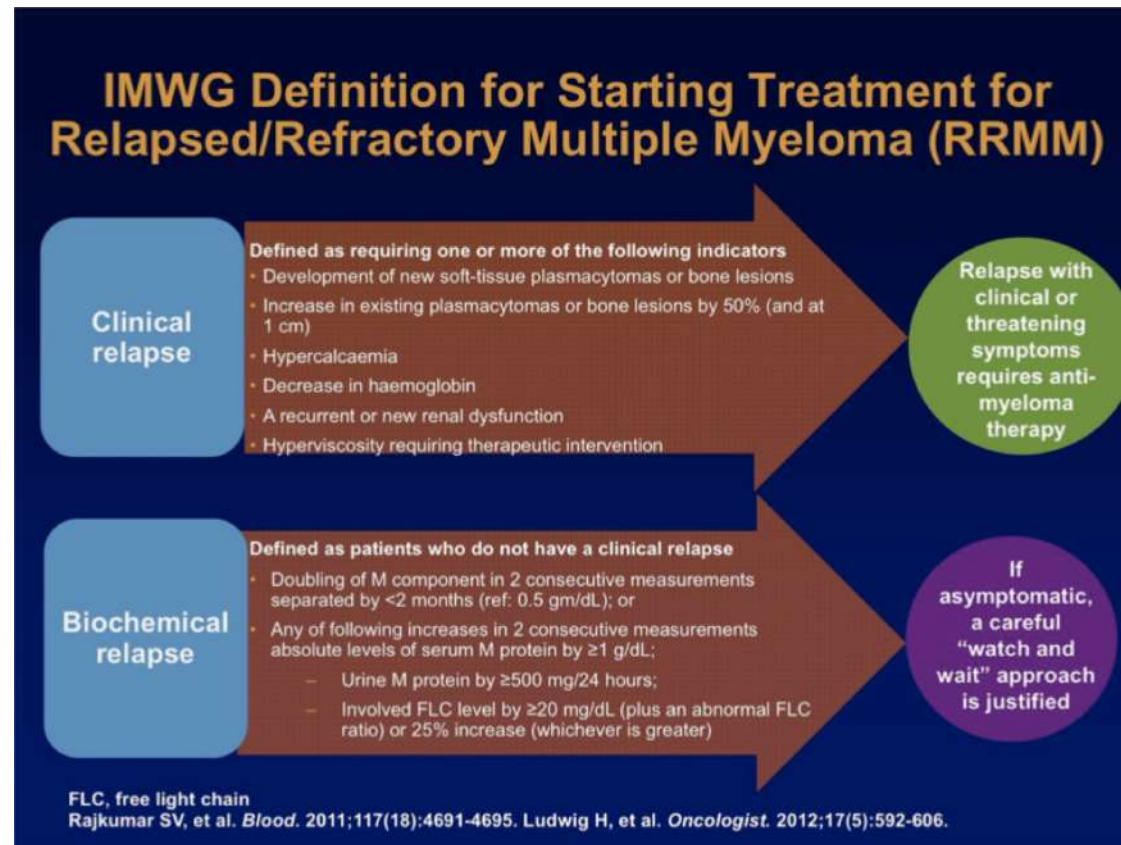 IMWG Definition for Starting Treatment for
Relapsed/Refractory Multiple Myeloma (RRMM)
Clinical
relapse
Defined as requiring one or more of the following indicators
• Development of new soft-tissue plasmacytomas or bone lesions
• Increase in existing plasmacytomas or bone lesions by 50% (and at
1 cm)
• Hypercalcaemia
• Decrease in haemoglobin
• A recurrent or new renal dysfunction
• Hyperviscosity requiring therapeutic intervention
Relapse with
clinical or
threatening
symptoms
requires anti-
myeloma
therapy
Biochemical
relapse
Defined as patients who do not have a clinical relapse
• Doubling of M component in 2 consecutive measurements
separated by <2 months (ref: 0.5 gm/dL); or
• Any of following increases in 2 consecutive measurements
absolute levels of serum M protein by ≥1 g/dL;
– Urine M protein by ≥500 mg/24 hours;
– Involved FLC level by ≥20 mg/dL (plus an abnormal FLC
ratio) or 25% increase (whichever is greater)
If
asymptomatic,
a careful
“watch and
wait” approach
is justified
FLC, free light chain
Rajkumar SV, et al. Blood. 2011;117(18):4691-4695. Ludwig H, et al. Oncologist. 2012;17(5):592-606.